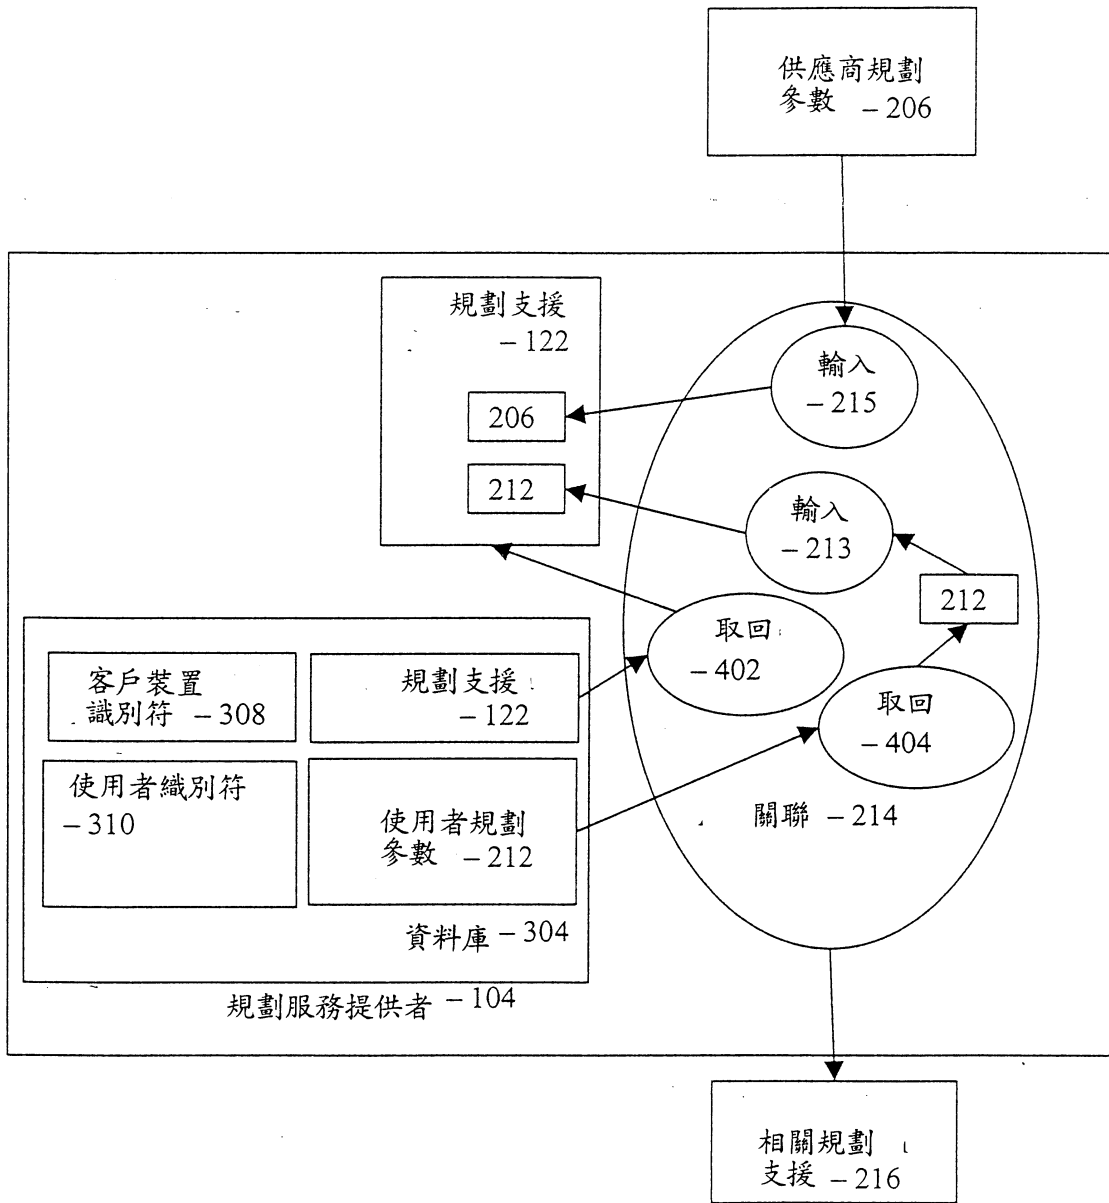 供應商規劃
參數 – 206
規劃支援
– 122
輸入
– 215
206
212
輸入
– 213
212
取回
– 402
取回
– 404
客戶裝置
識別符 – 308
規劃支援
– 122
使用者織別符
– 310
使用者規劃
參數 – 212
關聯 – 214
資料庫 – 304
規劃服務提供者 – 104
相關規劃
支援 – 216